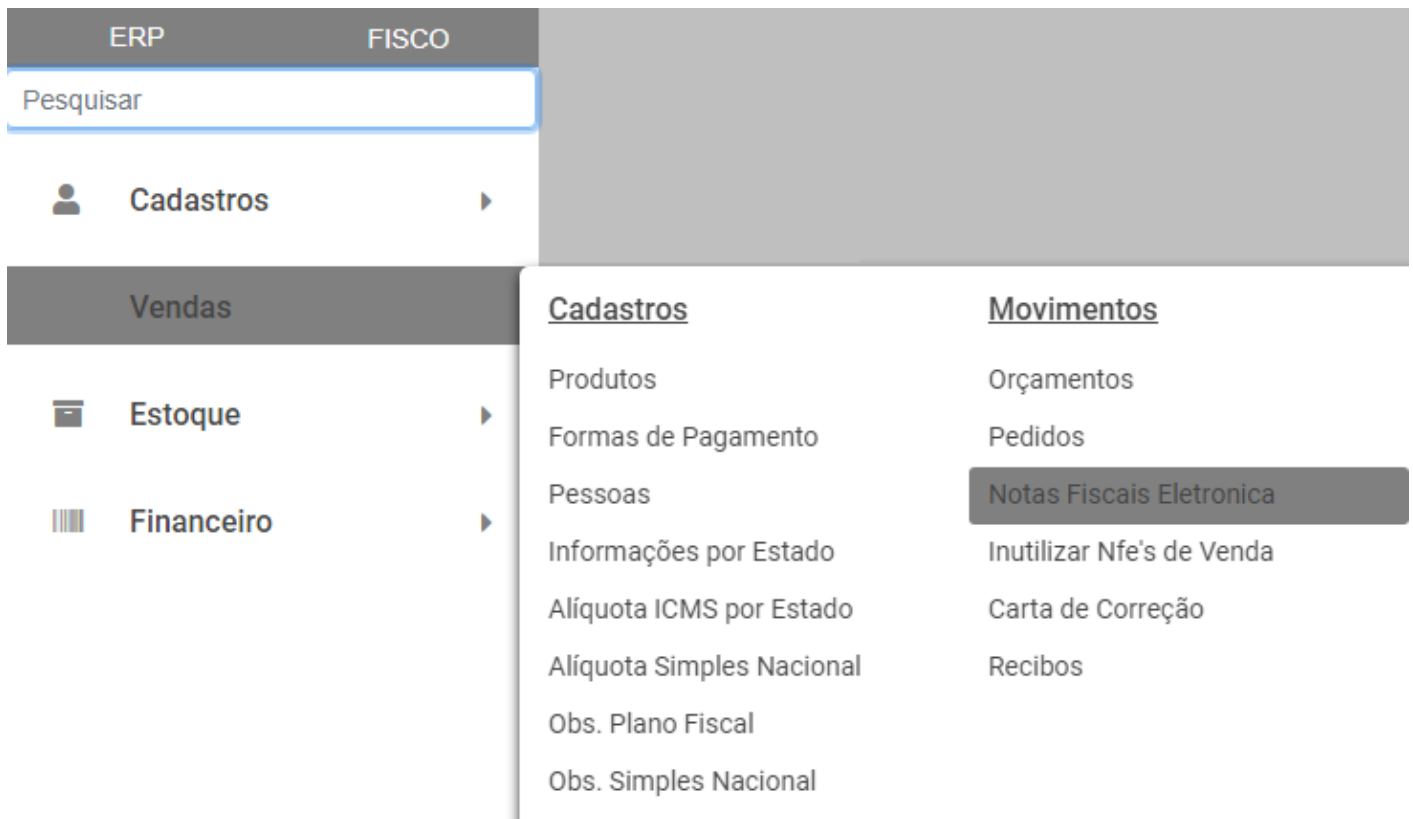 ERP FISCO
Pesquisar
Cadastros
Vendas
Estoque
Financeiro
Cadastros
Produtos
Formas de Pagamento
Pessoas
Informações por Estado
Alíquota ICMS por Estado
Alíquota Simples Nacional
Obs. Plano Fiscal
Obs. Simples Nacional
Movimentos
Orçamentos
Pedidos
Notas Fiscais Eletronica
Inutilizar Nfe's de Venda
Carta de Correção
Recibos